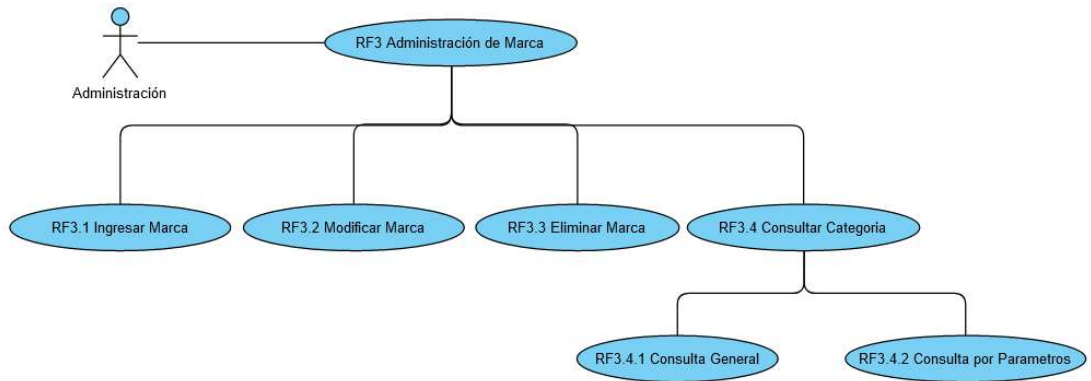 RF3 Administración de Marca
Administración
RF3.1 Ingresar Marca
RF3.2 Modificar Marca
RF3.3 Eliminar Marca
RF3.4 Consultar Categoria
RF3.4.1 Consulta General
RF3.4.2 Consulta por Parametros